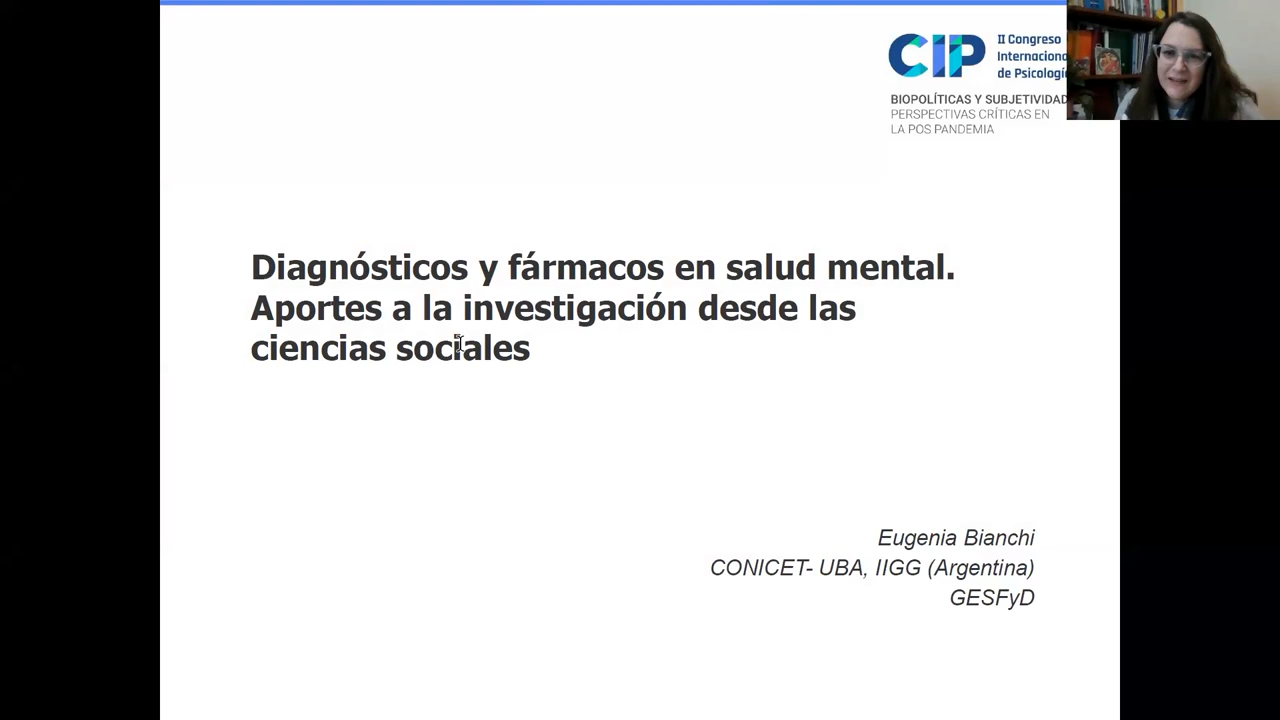 CIP
II Congreso
Internaciona
de Psicologí
BIOPOLÍTICAS Y SUBJETIVIDAD
PERSPECTIVAS CRÍTICAS EN
LA POS PANDEMIA
Diagnósticos y fármacos en salud mental.
Aportes a la investigación desde las
ciencias sociales
Eugenia Bianchi
CONICET- UBA, IIGG (Argentina)
GESFyD